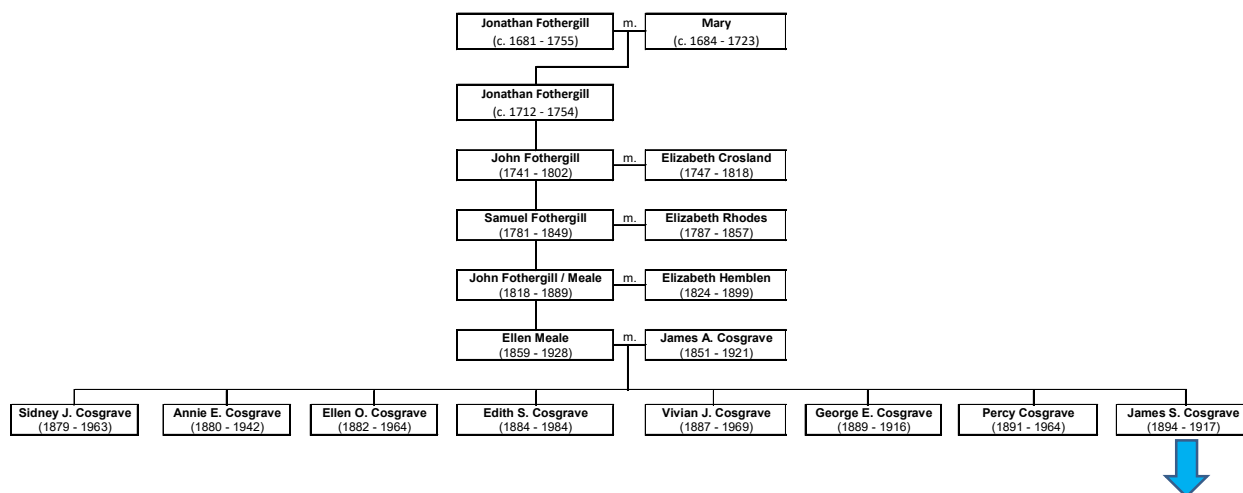 Jonathan Fothergill m. Mary
(c. 1681 - 1755) (c. 1684 - 1723)
Jonathan Fothergill
(c. 1712 - 1754)
John Fothergill m. Elizabeth Crosland
(1741 - 1802) (1747 - 1818)
Samuel Fothergill m. Elizabeth Rhodes
(1781 - 1849) (1787 - 1857)
John Fothergill / Meale m. Elizabeth Hemblen
(1818 - 1889) (1824 - 1899)
Ellen Meale m. James A. Cosgrave
(1859 - 1928) (1851 - 1921)
Sidney J. Cosgrave Annie E. Cosgrave Ellen O. Cosgrave Edith S. Cosgrave Vivian J. Cosgrave George E. Cosgrave Percy Cosgrave James S. Cosgrave
(1879 - 1963) (1880 - 1942) (1882 - 1964) (1884 - 1984) (1887 - 1969) (1889 - 1916) (1891 - 1964) (1894 - 1917)